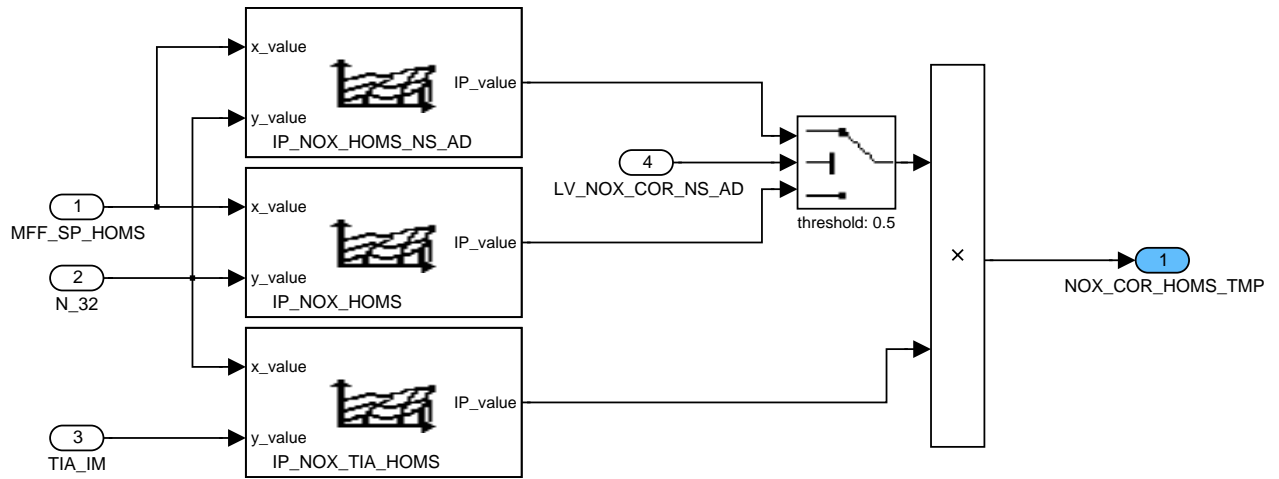 x_value
IP_value
y_value
IP_NOX_HOMS_NS_AD
4
LV_NOX_COR_NS_AD
threshold: 0.5
1
MFF_SP_HOMS
x_value
IP_value
2
N_32
y_value
IP_NOX_HOMS
×
1
NOX_COR_HOMS_TMP
x_value
IP_value
3
TIA_IM
y_value
IP_NOX_TIA_HOMS